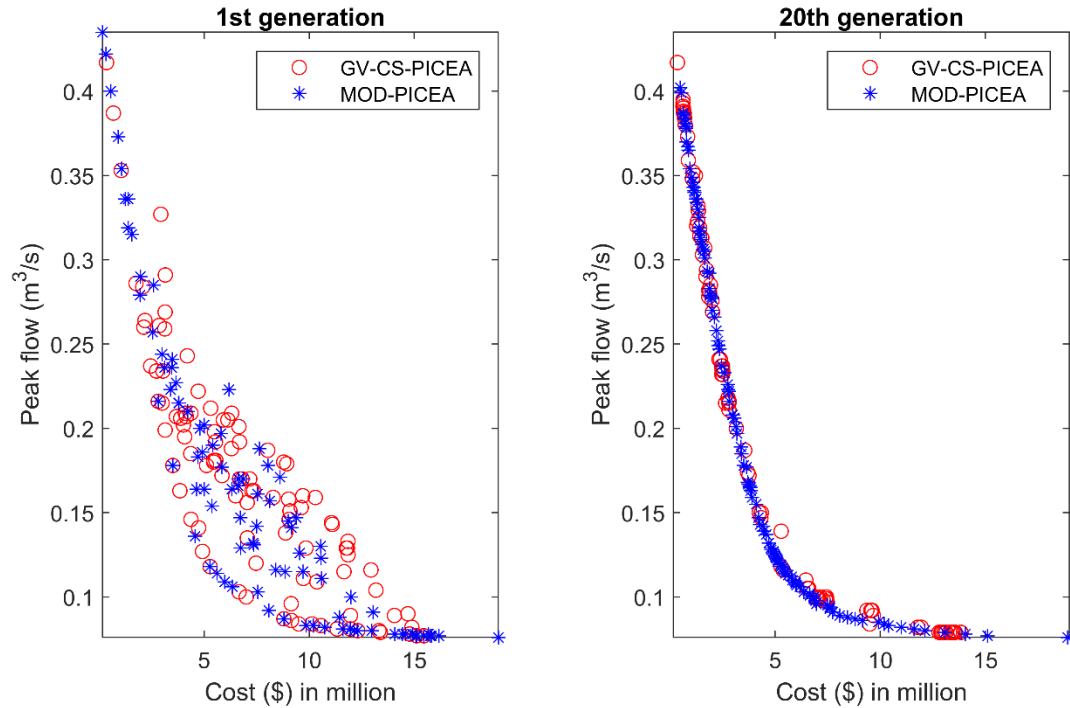 1st generation
GV-CS-PICEA
MOD-PICEA
0.4
0.35
0.3
0.25
0.2
0.15
0.1
Peak flow (m³/s)
5
10
15
Cost ($) in million
20th generation
GV-CS-PICEA
MOD-PICEA
0.4
0.35
0.3
0.25
0.2
0.15
0.1
Peak flow (m³/s)
5
10
15
Cost ($) in million